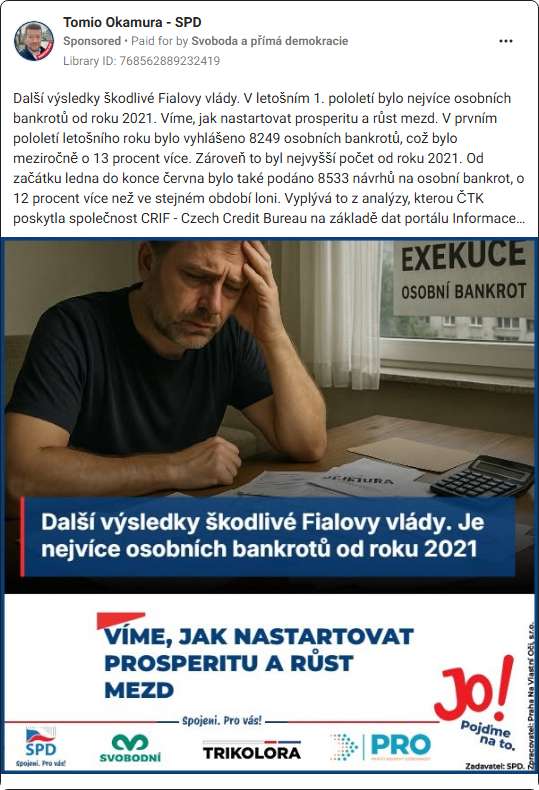 Tomio Okamura - SPD
Sponsored • Paid for by Svoboda a přímá demokracie
Library ID: 768562889232419
Další výsledky škodlivé Fialovy vlády. V letošním 1. pololetí bylo nejvíce osobních
bankrotů od roku 2021. Víme, jak nastartovat prosperitu a růst mezd. V prvním
pololetí letošního roku bylo vyhlášeno 8249 osobních bankrotů, což bylo
meziročně o 13 procent více. Zároveň to byl nejvyšší počet od roku 2021. Od
začátku ledna do konce června bylo také podáno 8533 návrhů na osobní bankrot, o
12 procent více než ve stejném období loni. Vyplývá to z analýzy, kterou ČTK
poskytla společnost CRIF - Czech Credit Bureau na základě dat portálu Informace...
EXEKUCE
OSOBNÍ BANKROT
Další výsledky škodlivé Fialovy vlády. Je
nejvíce osobních bankrotů od roku 2021
VÍME, JAK NASTARTOVAT
PROSPERITU A RŮST
MEZD
Jo!
Pojďme
na to.
Spojeni. Pro vás!
SPD
Spojeni. Pro vás!
SVOBODNÍ
TRIKOLORA
PRO
Zadavatel: SPD.
Zpracovatel: Praha Na Vlastní Oči, s.r.o.